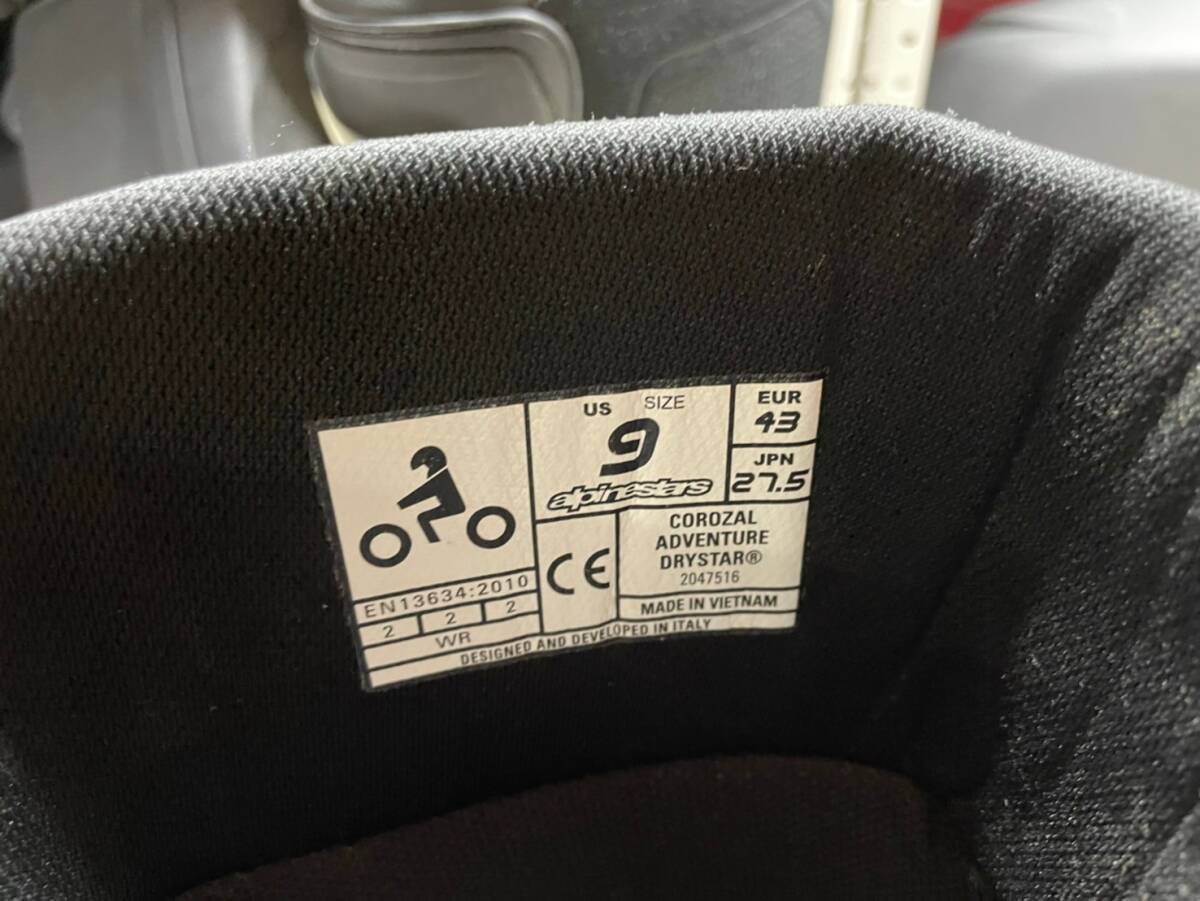 US SIZE
9
alpinestars
EUR
43
JPN
27.5
EN13634:2010
2 2 2
WR
CE
COROZAL
ADVENTURE
DRYSTAR®
2047516
MADE IN VIETNAM
DESIGNED AND DEVELOPED IN ITALY